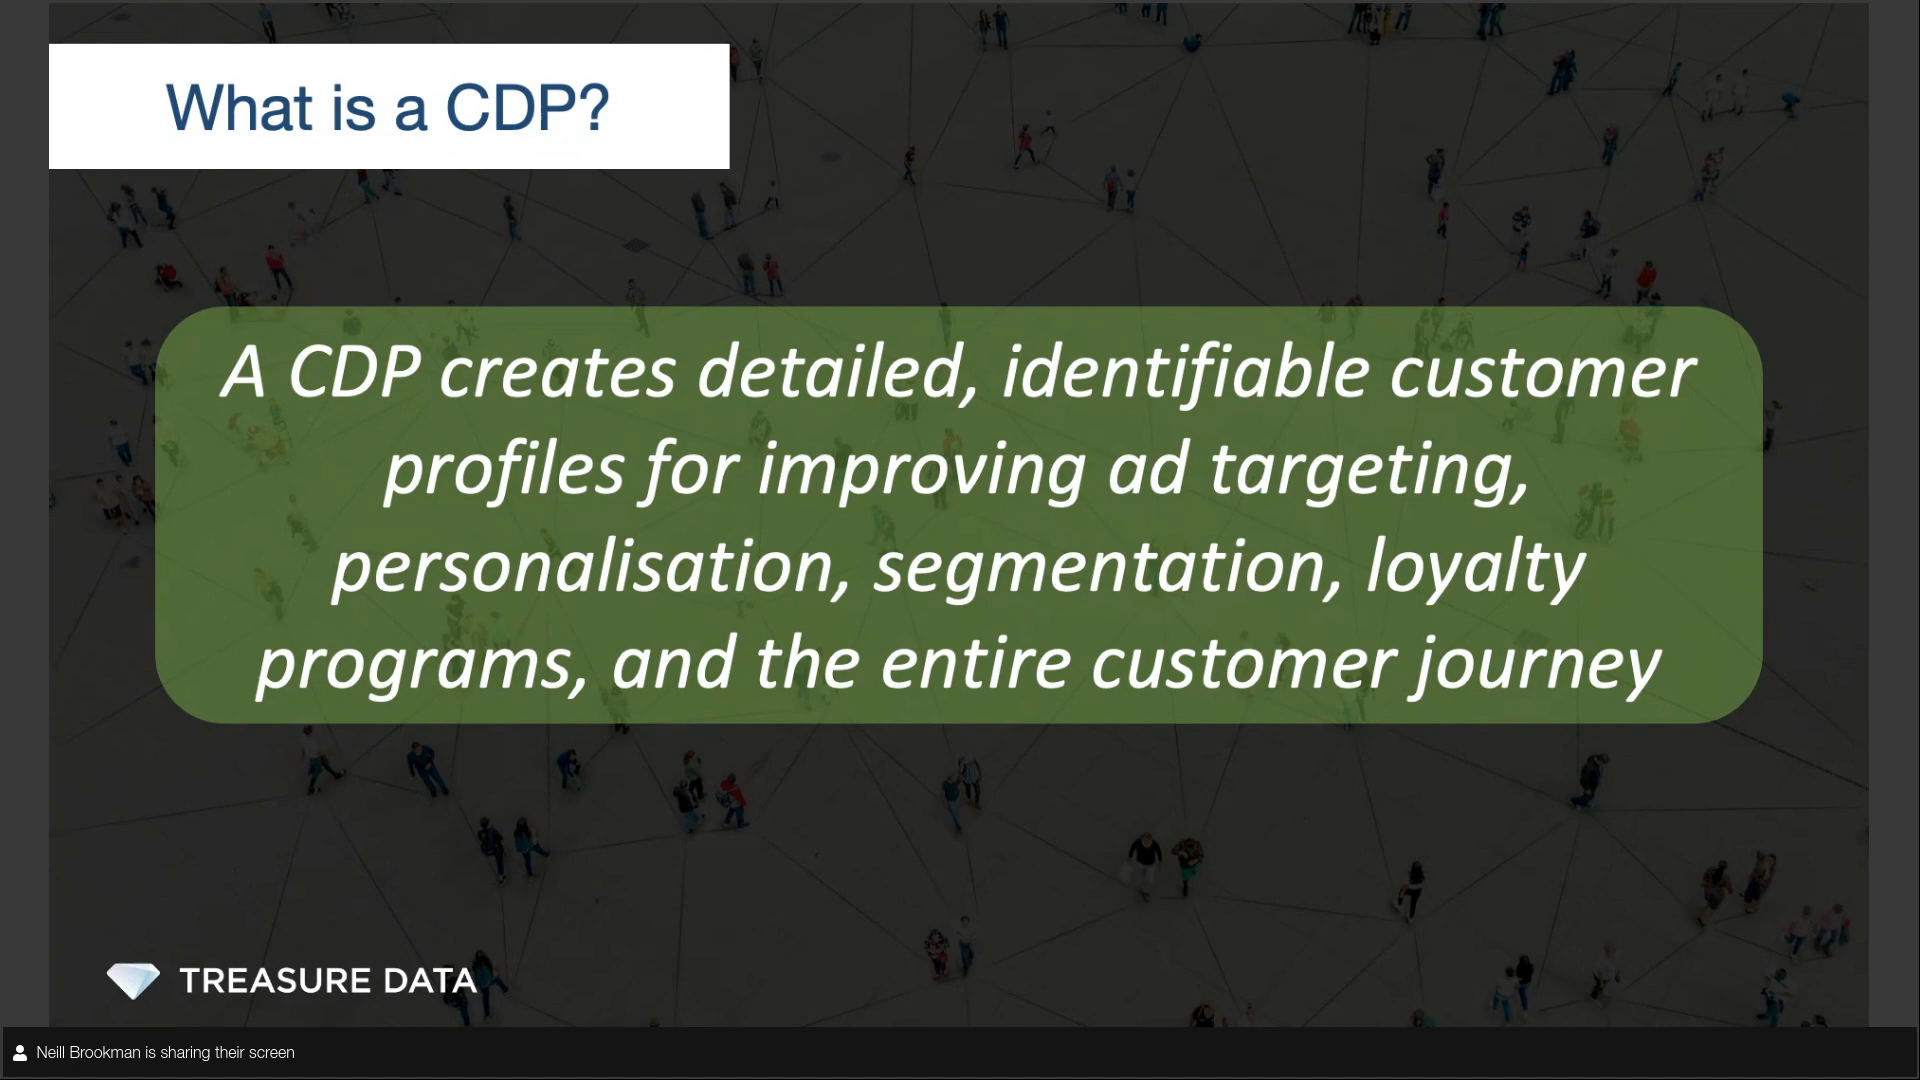 What is a CDP?
A CDP creates detailed, identifiable customer
profiles for improving ad targeting,
personalisation, segmentation, loyalty
programs, and the entire customer journey
TREASURE DATA
Neill Brookman is sharing their screen